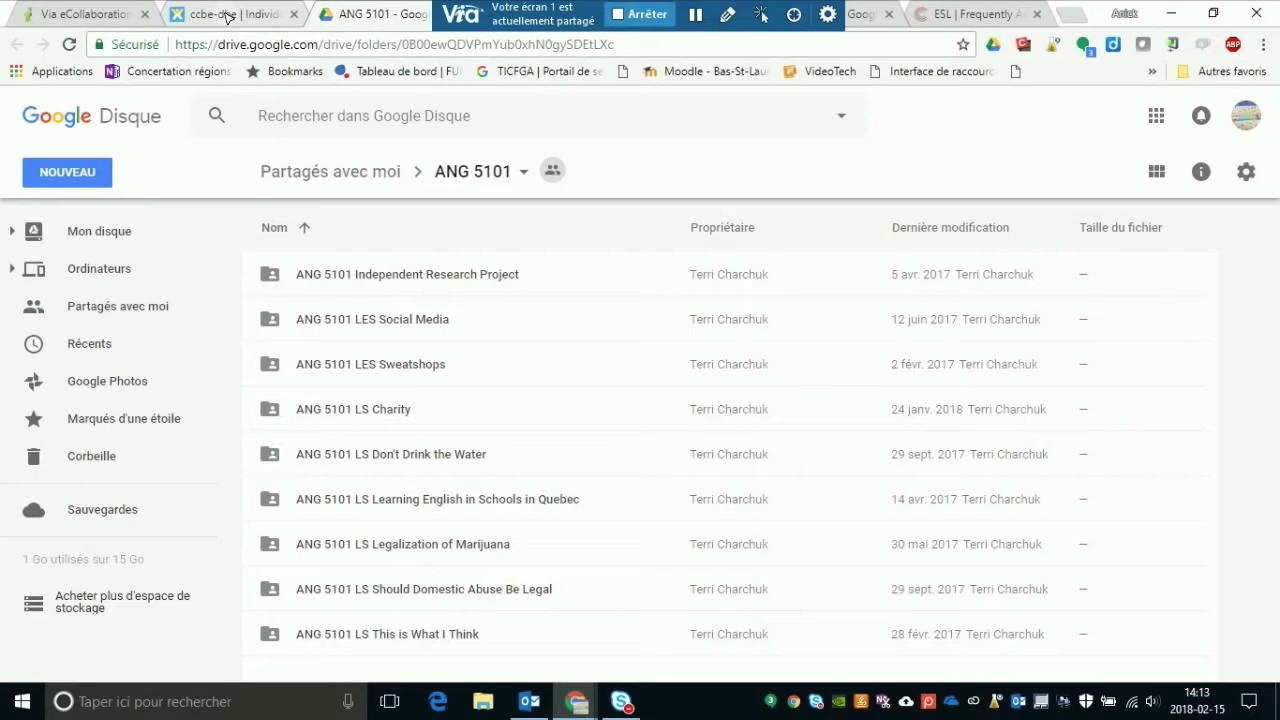 Via eCollaboration
ccbe-dbe | Individ
ANG 5101 - Goog
Via
Votre écran 1 est
actuellement partagé
Arrêter
Goog
ESL | Frequently A
Anick
Sécurisé
https://drive.google.com/drive/folders/0B00ewQDVPmYub0xhN0gySDEtLXc
3
ABP
Applications
Concertation régions
Bookmarks
Tableau de bord | FU
TICFGA | Portail de se
Moodle - Bas-St-Lau
VideoTech
Interface de raccour
»
Autres favoris
Google Disque
Rechercher dans Google Disque
NOUVEAU
Partagés avec moi > ANG 5101
Nom
Propriétaire
Dernière modification
Taille du fichier
Mon disque
Ordinateurs
Partagés avec moi
Récents
Google Photos
Marqués d'une étoile
Corbeille
Sauvegardes
1 Go utilisés sur 15 Go
Acheter plus d'espace de
stockage
ANG 5101 Independent Research Project Terri Charchuk 5 avr. 2017 Terri Charchuk –
ANG 5101 LES Social Media Terri Charchuk 12 juin 2017 Terri Charchuk –
ANG 5101 LES Sweatshops Terri Charchuk 2 févr. 2017 Terri Charchuk –
ANG 5101 LS Charity Terri Charchuk 24 janv. 2018 Terri Charchuk –
ANG 5101 LS Don't Drink the Water Terri Charchuk 29 sept. 2017 Terri Charchuk –
ANG 5101 LS Learning English in Schools in Quebec Terri Charchuk 14 avr. 2017 Terri Charchuk –
ANG 5101 LS Legalization of Marijuana Terri Charchuk 30 mai 2017 Terri Charchuk –
ANG 5101 LS Should Domestic Abuse Be Legal Terri Charchuk 29 sept. 2017 Terri Charchuk –
ANG 5101 LS This is What I Think Terri Charchuk 28 févr. 2017 Terri Charchuk –
Taper ici pour rechercher
14:13
2018-02-15